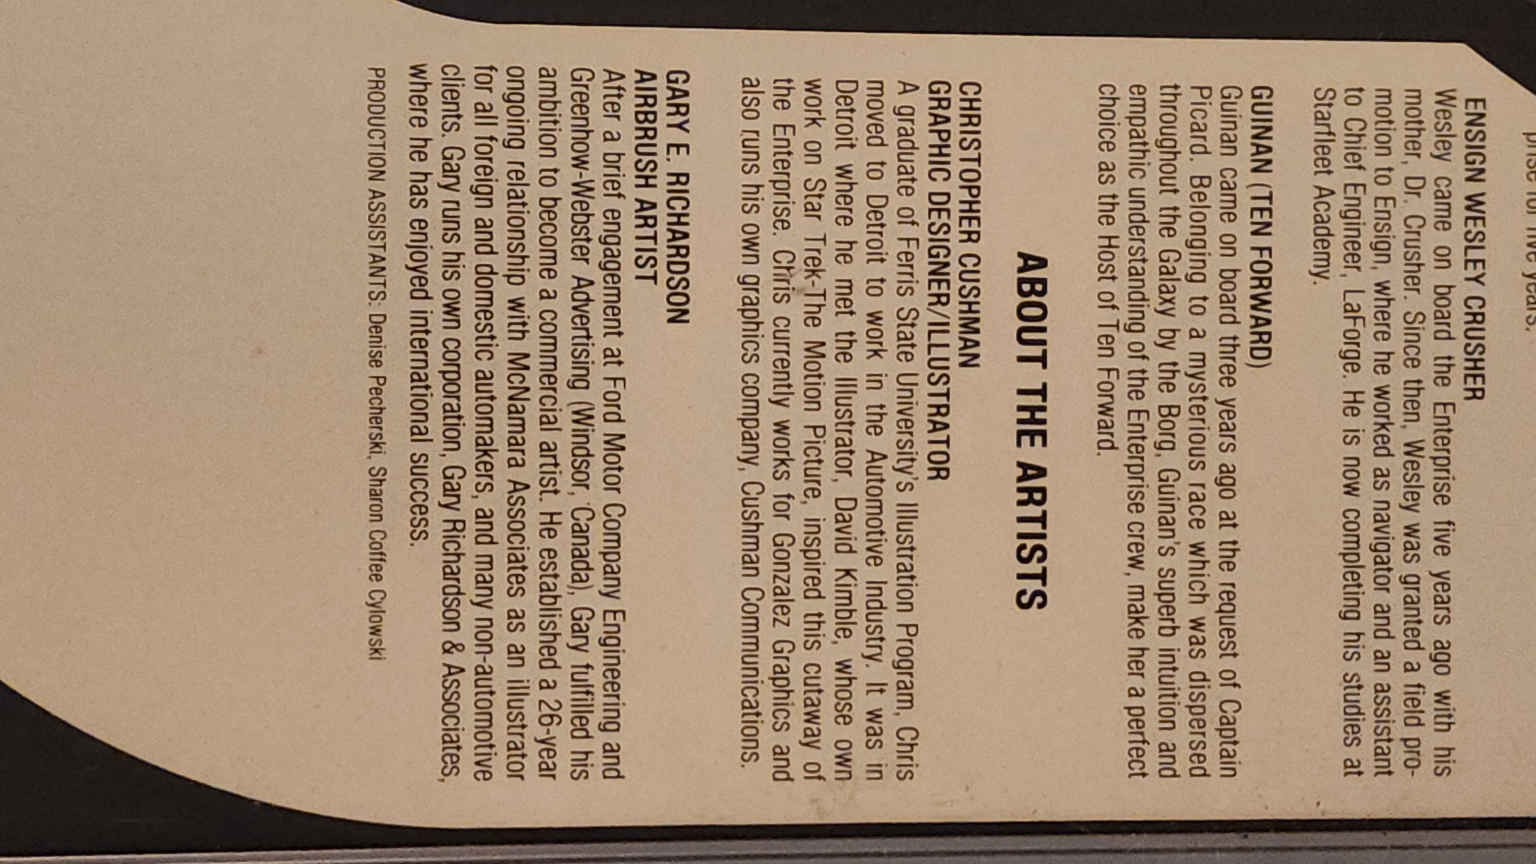 ENSIGN WESLEY CRUSHER
Wesley came on board the Enterprise five years ago with his
mother, Dr. Crusher. Since then, Wesley was granted a field pro-
motion to Ensign, where he worked as navigator and an assistant
to Chief Engineer, LaForge. He is now completing his studies at
Starfleet Academy.
GUINAN (TEN FORWARD)
Guinan came on board three years ago at the request of Captain
Picard. Belonging to a mysterious race which was dispersed
throughout the Galaxy by the Borg, Guinan's superb intuition and
empathic understanding of the Enterprise crew, make her a perfect
choice as the Host of Ten Forward.
ABOUT THE ARTISTS
CHRISTOPHER CUSHMAN
GRAPHIC DESIGNER/ILLUSTRATOR
A graduate of Ferris State University's Illustration Program, Chris
moved to Detroit to work in the Automotive Industry. It was in
Detroit where he met the Illustrator, David Kimble, whose own
work on Star Trek-The Motion Picture, inspired this cutaway of
the Enterprise. Chris currently works for Gonzalez Graphics and
also runs his own graphics company, Cushman Communications.
GARY E. RICHARDSON
AIRBRUSH ARTIST
After a brief engagement at Ford Motor Company Engineering and
Greenhow-Webster Advertising (Windsor, Canada), Gary fulfilled his
ambition to become a commercial artist. He established a 26-year
ongoing relationship with McNamara Associates as an illustrator
for all foreign and domestic automakers, and many non-automotive
clients. Gary runs his own corporation, Gary Richardson & Associates,
where he has enjoyed international success.
PRODUCTION ASSISTANTS: Denise Pecherski, Sharon Coffee Cylowski